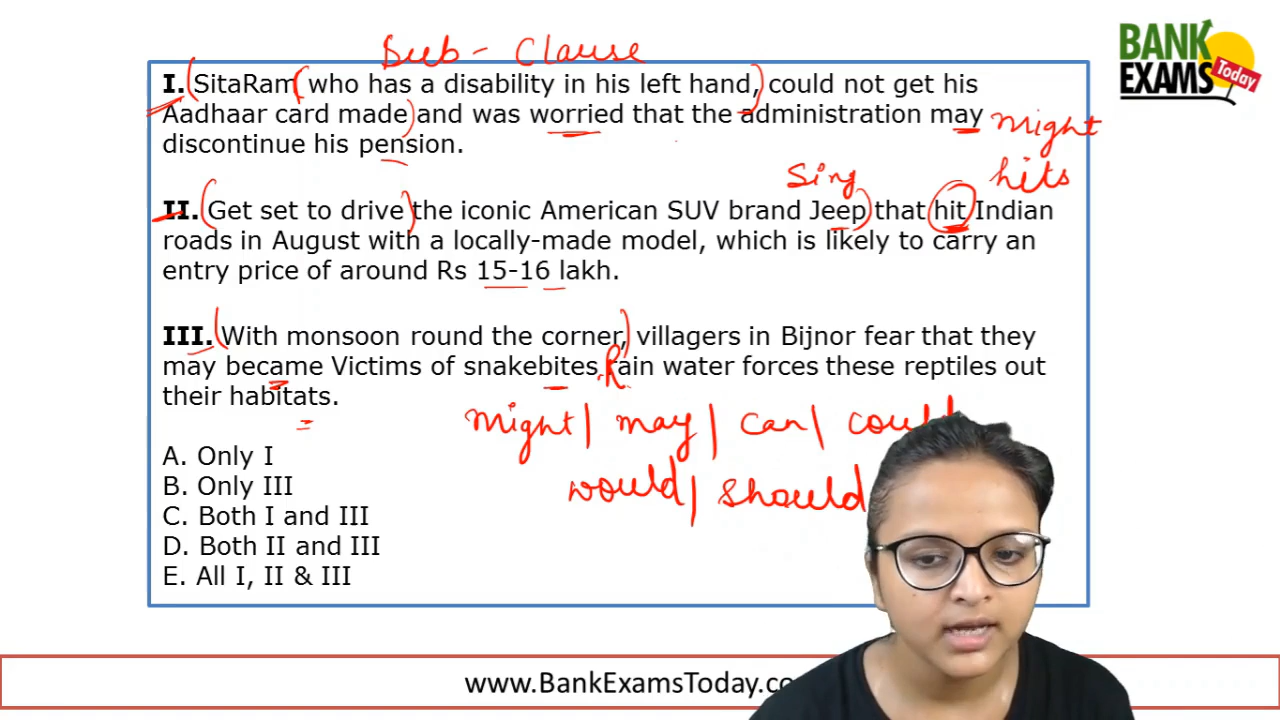 BANK
EXAMS
Today
Sub - Clause
I. SitaRam who has a disability in his left hand, could not get his
Aadhaar card made and was worried that the administration may might
discontinue his pension.
Sing hits
II. Get set to drive the iconic American SUV brand Jeep that hit Indian
roads in August with a locally-made model, which is likely to carry an
entry price of around Rs 15-16 lakh.
III. With monsoon round the corner, villagers in Bijnor fear that they
may became Victims of snakebites rain water forces these reptiles out
R
their habitats.
might / may / can / could
would / should
A. Only I
B. Only III
C. Both I and III
D. Both II and III
E. All I, II & III
www.BankExamsToday.co